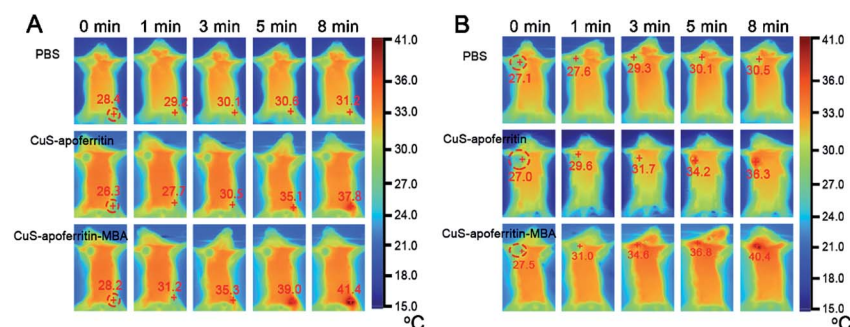 A
0 min 1 min 3 min 5 min 8 min
PBS
28.4 29.2 30.1 30.6 31.2
CuS-apoferritin
26.3 27.7 30.5 35.1 37.8
CuS-apoferritin-MBA
28.2 31.2 35.3 39.0 41.4
41.0
33.0
30.0
27.0
24.0
21.0
18.0
15.0
°C
B
0 min 1 min 3 min 5 min 8 min
PBS
27.1 27.6 29.3 30.1 30.5
CuS-apoferritin
27.0 29.6 31.7 34.2 36.3
CuS-apoferritin-MBA
27.5 31.0 34.6 36.8 40.4
41.0
33.0
30.0
27.0
24.0
21.0
18.0
15.0
°C